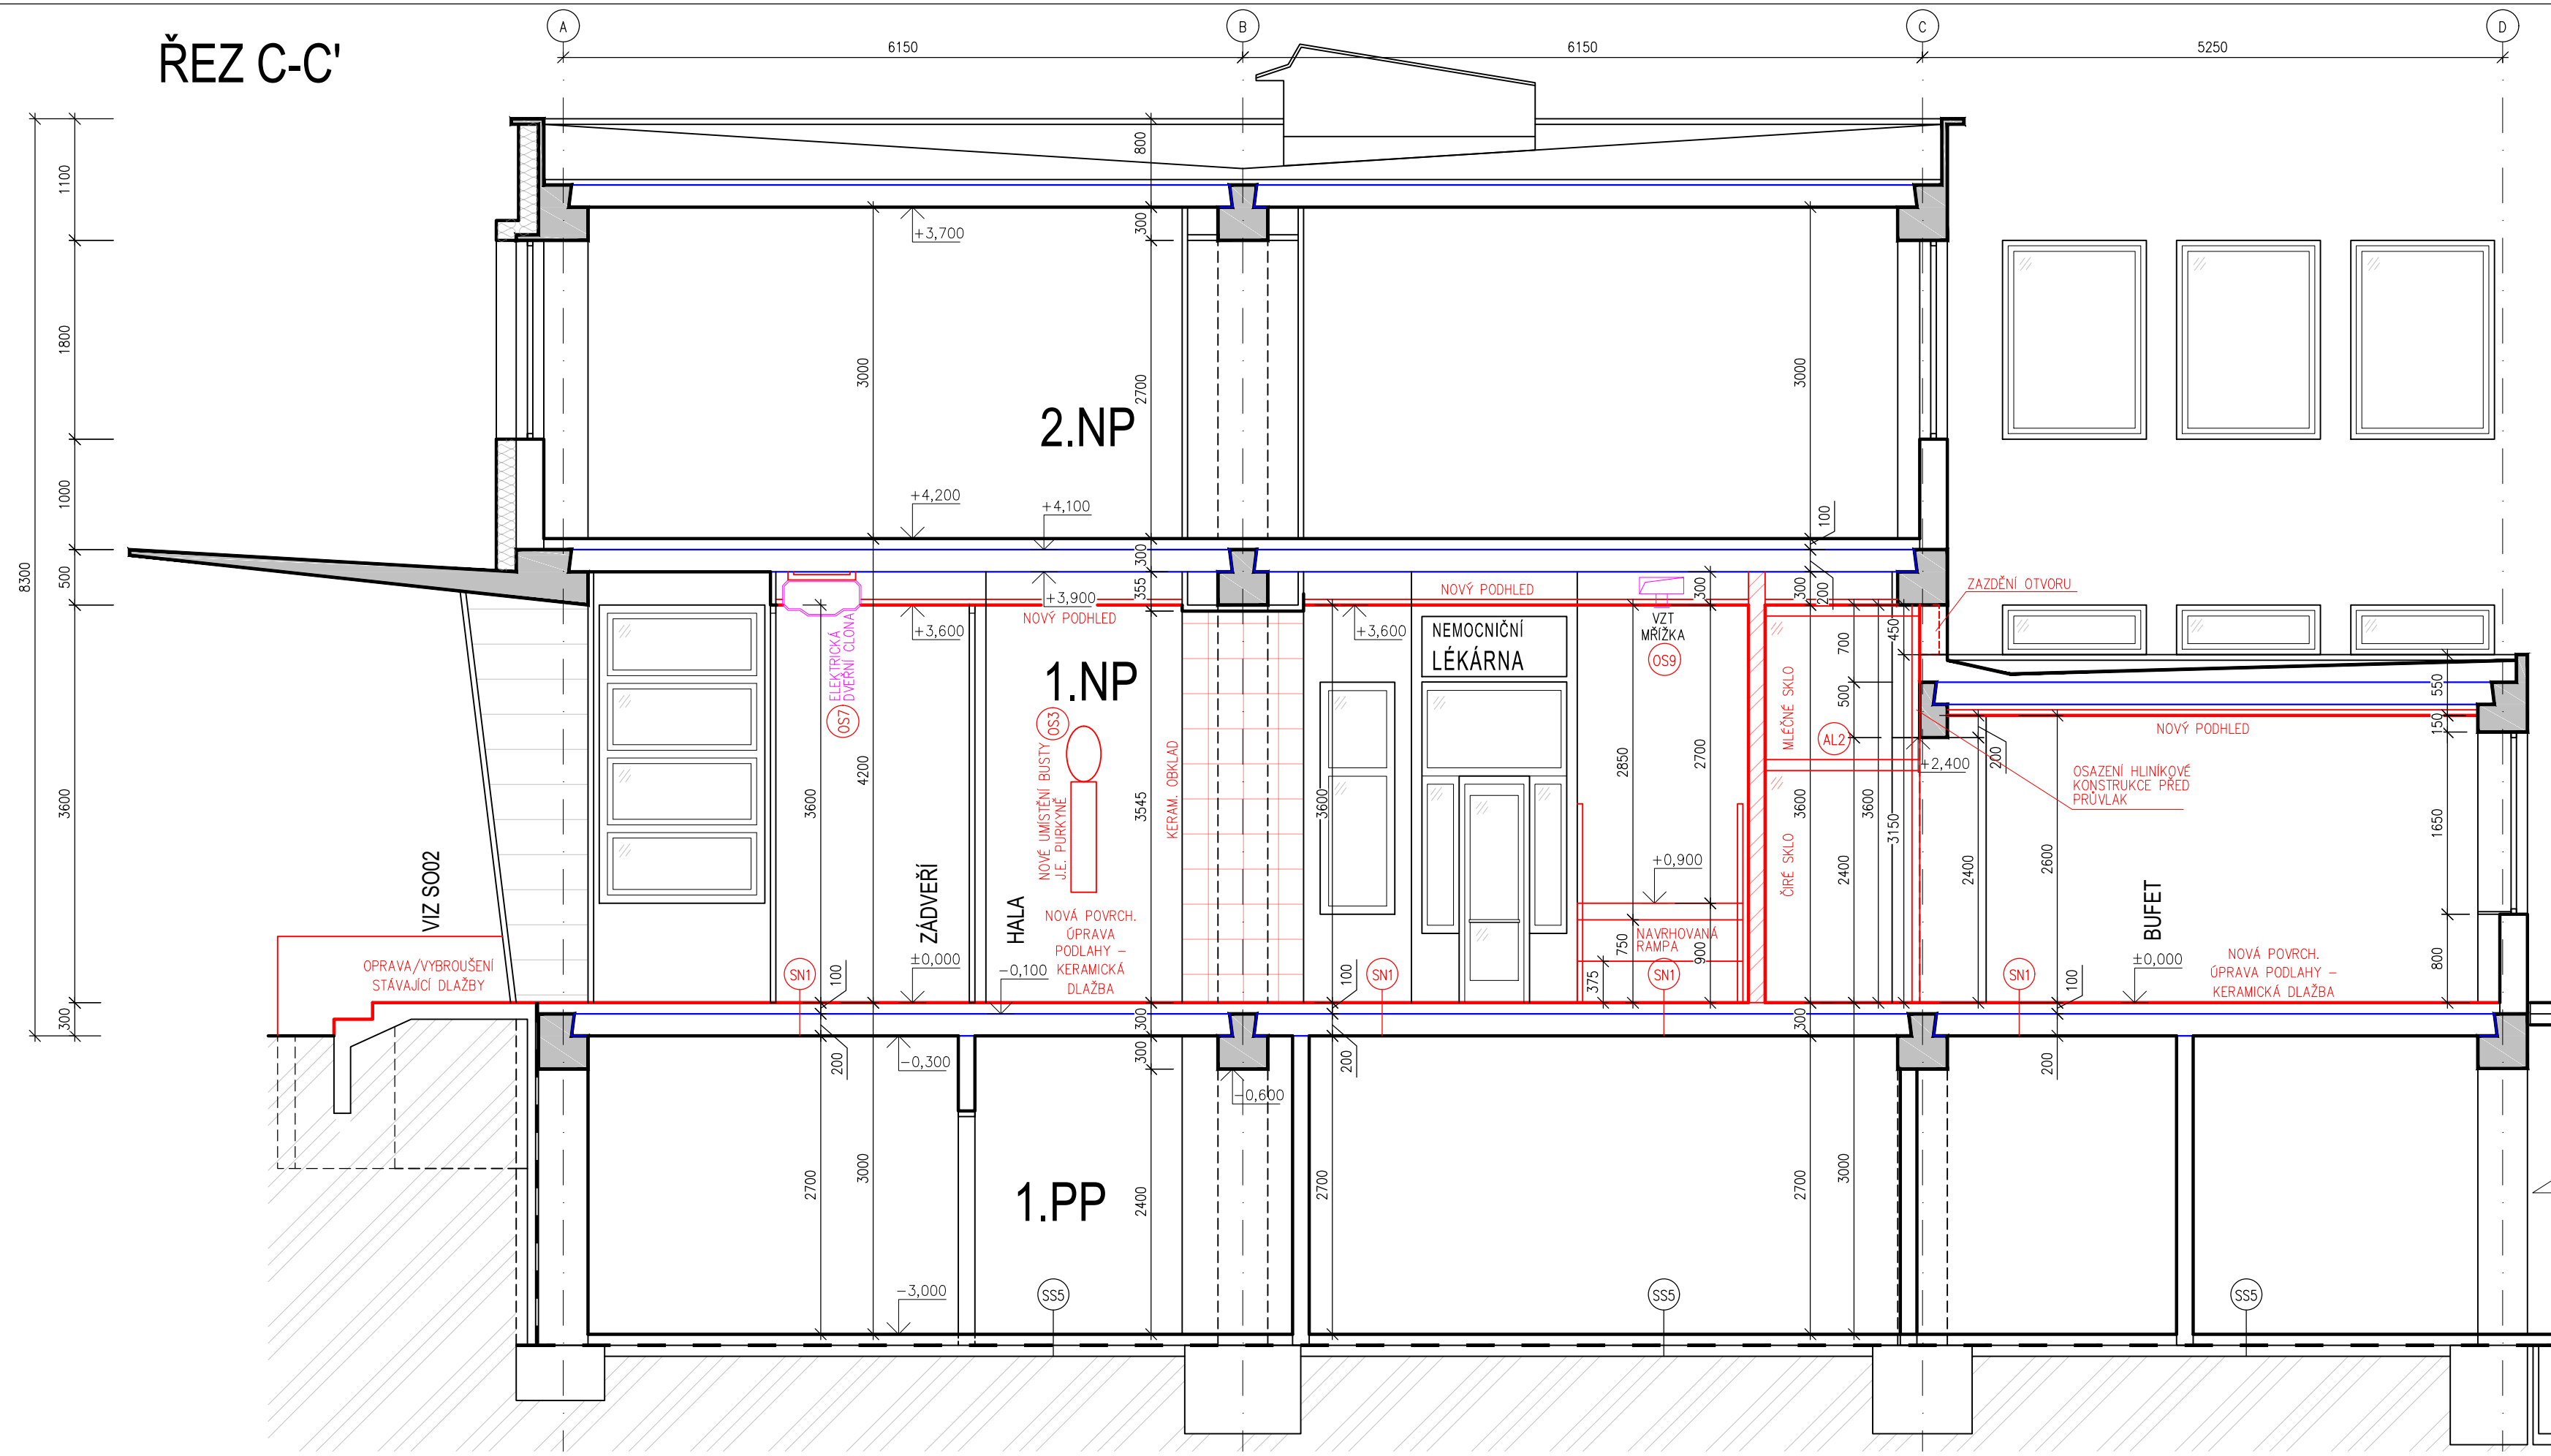 ŘEZ C-C'
A
B
C
D
6150
6150
5250
8300
1100
1800
1000
500
3600
300
800
300
2700
300
355
3545
300
300
2400
+3,700
3000
3000
2.NP
+4,200
+4,100
100
+3,900
+3,600
NOVÝ PODHLED
NOVÝ PODHLED
+3,600
300
300
200
ZAZDĚNÍ OTVORU
ELEKTRICKÁ
DVEŘNÍ CLONA
OS7
1.NP
OS3
NOVÉ UMÍSTĚNÍ BUSTY
J.E. PURKYNĚ
KERAM. OBKLAD
NEMOCNIČNÍ
LÉKÁRNA
VZT
MŘÍŽKA
OS9
MLÉČNÉ SKLO
ČIRÉ SKLO
AL2
700
500
450
2400
3600
3600
3150
2850
2700
3600
4200
3600
+2,400
200
2400
2600
NOVÝ PODHLED
OSAZENÍ HLINÍKOVÉ
KONSTRUKCE PŘED
PRŮVLAK
550
150
1650
800
VIZ SO02
OPRAVA/VYBROUŠENÍ
STÁVAJÍCÍ DLAŽBY
ZÁDVEŘÍ
HALA
±0,000
-0,100
NOVÁ POVRCH.
ÚPRAVA
PODLAHY –
KERAMICKÁ
DLAŽBA
+0,900
NAVRHOVANÁ
RAMPA
375
750
900
BUFET
±0,000
NOVÁ POVRCH.
ÚPRAVA PODLAHY –
KERAMICKÁ DLAŽBA
SN1
SN1
SN1
SN1
100
100
100
200
200
200
300
-0,300
-0,600
2700
3000
2700
2700
3000
1.PP
-3,000
SS5
SS5
SS5